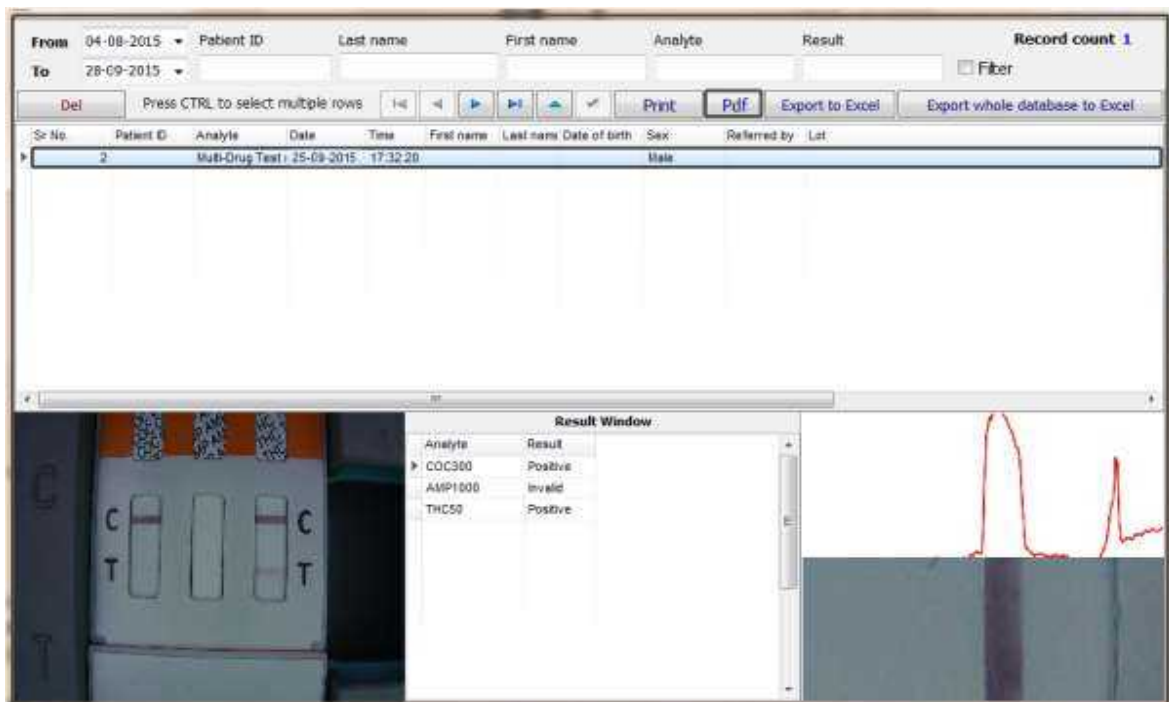 From 04-08-2015 Patient ID Last name First name Analyte Result Record count 1
To 28-09-2015 Filter
Del Press CTRL to select multiple rows Print Pdf Export to Excel Export whole database to Excel
Sr No. Patient ID Analyte Date Time First name Last name Date of birth Sex Referred by Lot
2 Multi-Drug Test 25-09-2015 17:32:20 Male
Result Window
Analyte Result
COC300 Positive
AMP1000 Invalid
THC50 Positive
C
C C
T T
T